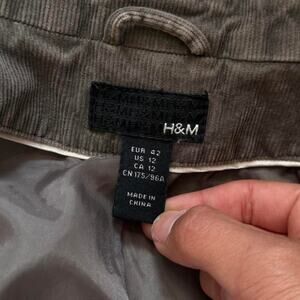 H&M
EUR 42
US 12
CA 12
CN 175/96A
MADE IN
CHINA